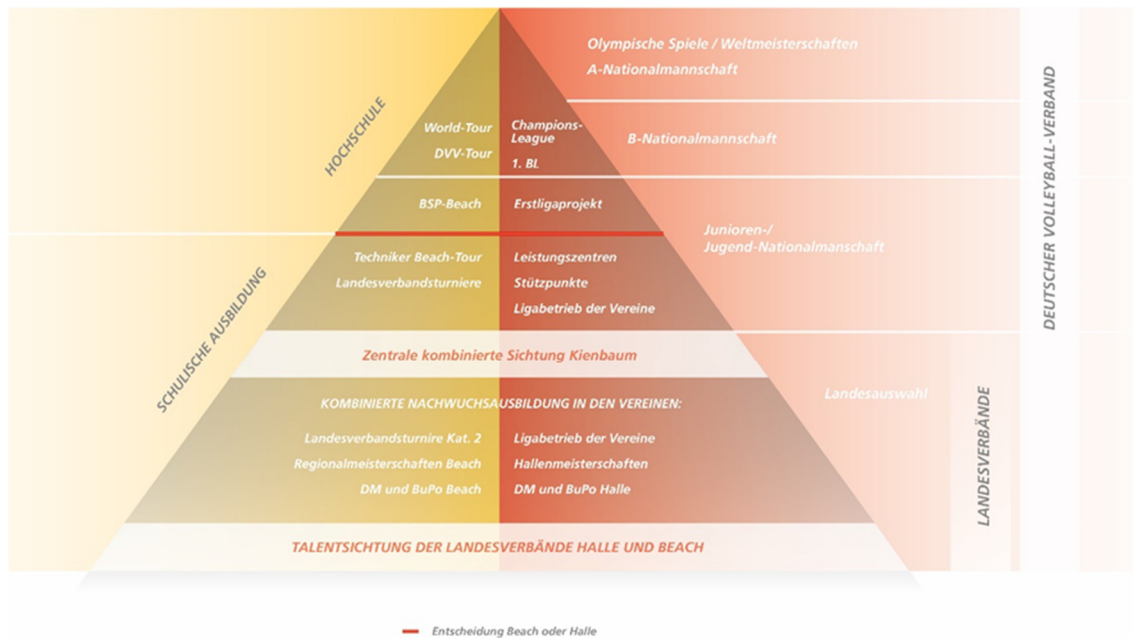 Olympische Spiele / Weltmeisterschaften
A-Nationalmannschaft
HOCHSCHULE
World-Tour
DVV-Tour
Champions-
League
1. BL
B-Nationalmannschaft
BSP-Beach
Erstligaprojekt
Junioren-/
Jugend-Nationalmanschaft
DEUTSCHER VOLLEYBALL-VERBAND
SCHULISCHE AUSBILDUNG
Techniker Beach-Tour
Landesverbandsturniere
Leistungszentren
Stützpunkte
Ligabetrieb der Vereine
Zentrale kombinierte Sichtung Kienbaum
Landesauswahl
LANDESVERBÄNDE
KOMBINIERTE NACHWUCHSAUSBILDUNG IN DEN VEREINEN:
Landesverbandsturnire Kat. 2
Regionalmeisterschaften Beach
DM und BuPo Beach
Ligabetrieb der Vereine
Hallenmeisterschaften
DM und BuPo Halle
TALENTSICHTUNG DER LANDESVERBÄNDE HALLE UND BEACH
Entscheidung Beach oder Halle